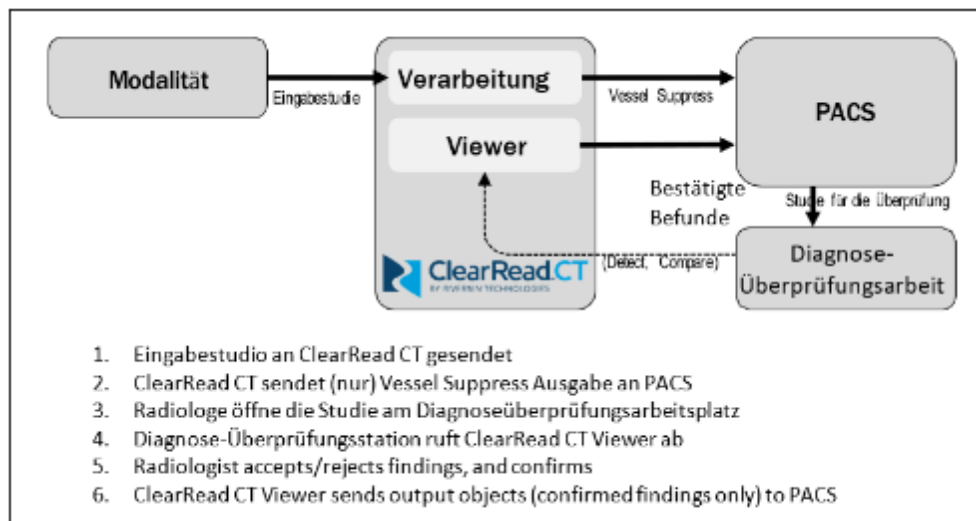 Modalität
Eingabestudie
Verarbeitung
Viewer
ClearRead.CT
BY RIVERAIN TECHNOLOGIES
Vessel Suppress
PACS
Bestätigte
Befunde
Studie für die Überprüfung
(Detect, Compare)
Diagnose-
Überprüfungsarbeit
1. Eingabestudio an ClearRead CT gesendet
2. ClearRead CT sendet (nur) Vessel Suppress Ausgabe an PACS
3. Radiologe öffne die Studie am Diagnoseüberprüfungsarbeitsplatz
4. Diagnose-Überprüfungsstation ruft ClearRead CT Viewer ab
5. Radiologist accepts/rejects findings, and confirms
6. ClearRead CT Viewer sends output objects (confirmed findings only) to PACS